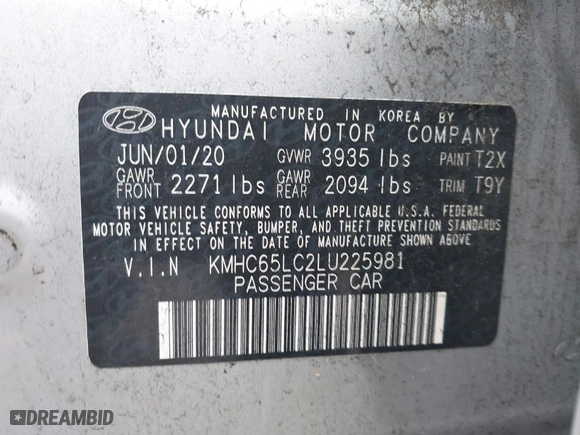 MANUFACTURED IN KOREA BY
HYUNDAI MOTOR COMPANY
JUN/01/20 GVWR 3935 lbs PAINT T2X
GAWR FRONT 2271 lbs GAWR REAR 2094 lbs TRIM T9Y
THIS VEHICLE CONFORMS TO ALL APPLICABLE U.S.A. FEDERAL
MOTOR VEHICLE SAFETY, BUMPER, AND THEFT PREVENTION STANDARDS
IN EFFECT ON THE DATE OF MANUFACTURE SHOWN ABOVE
V.I.N KMHC65LC2LU225981
PASSENGER CAR
DREAMBID